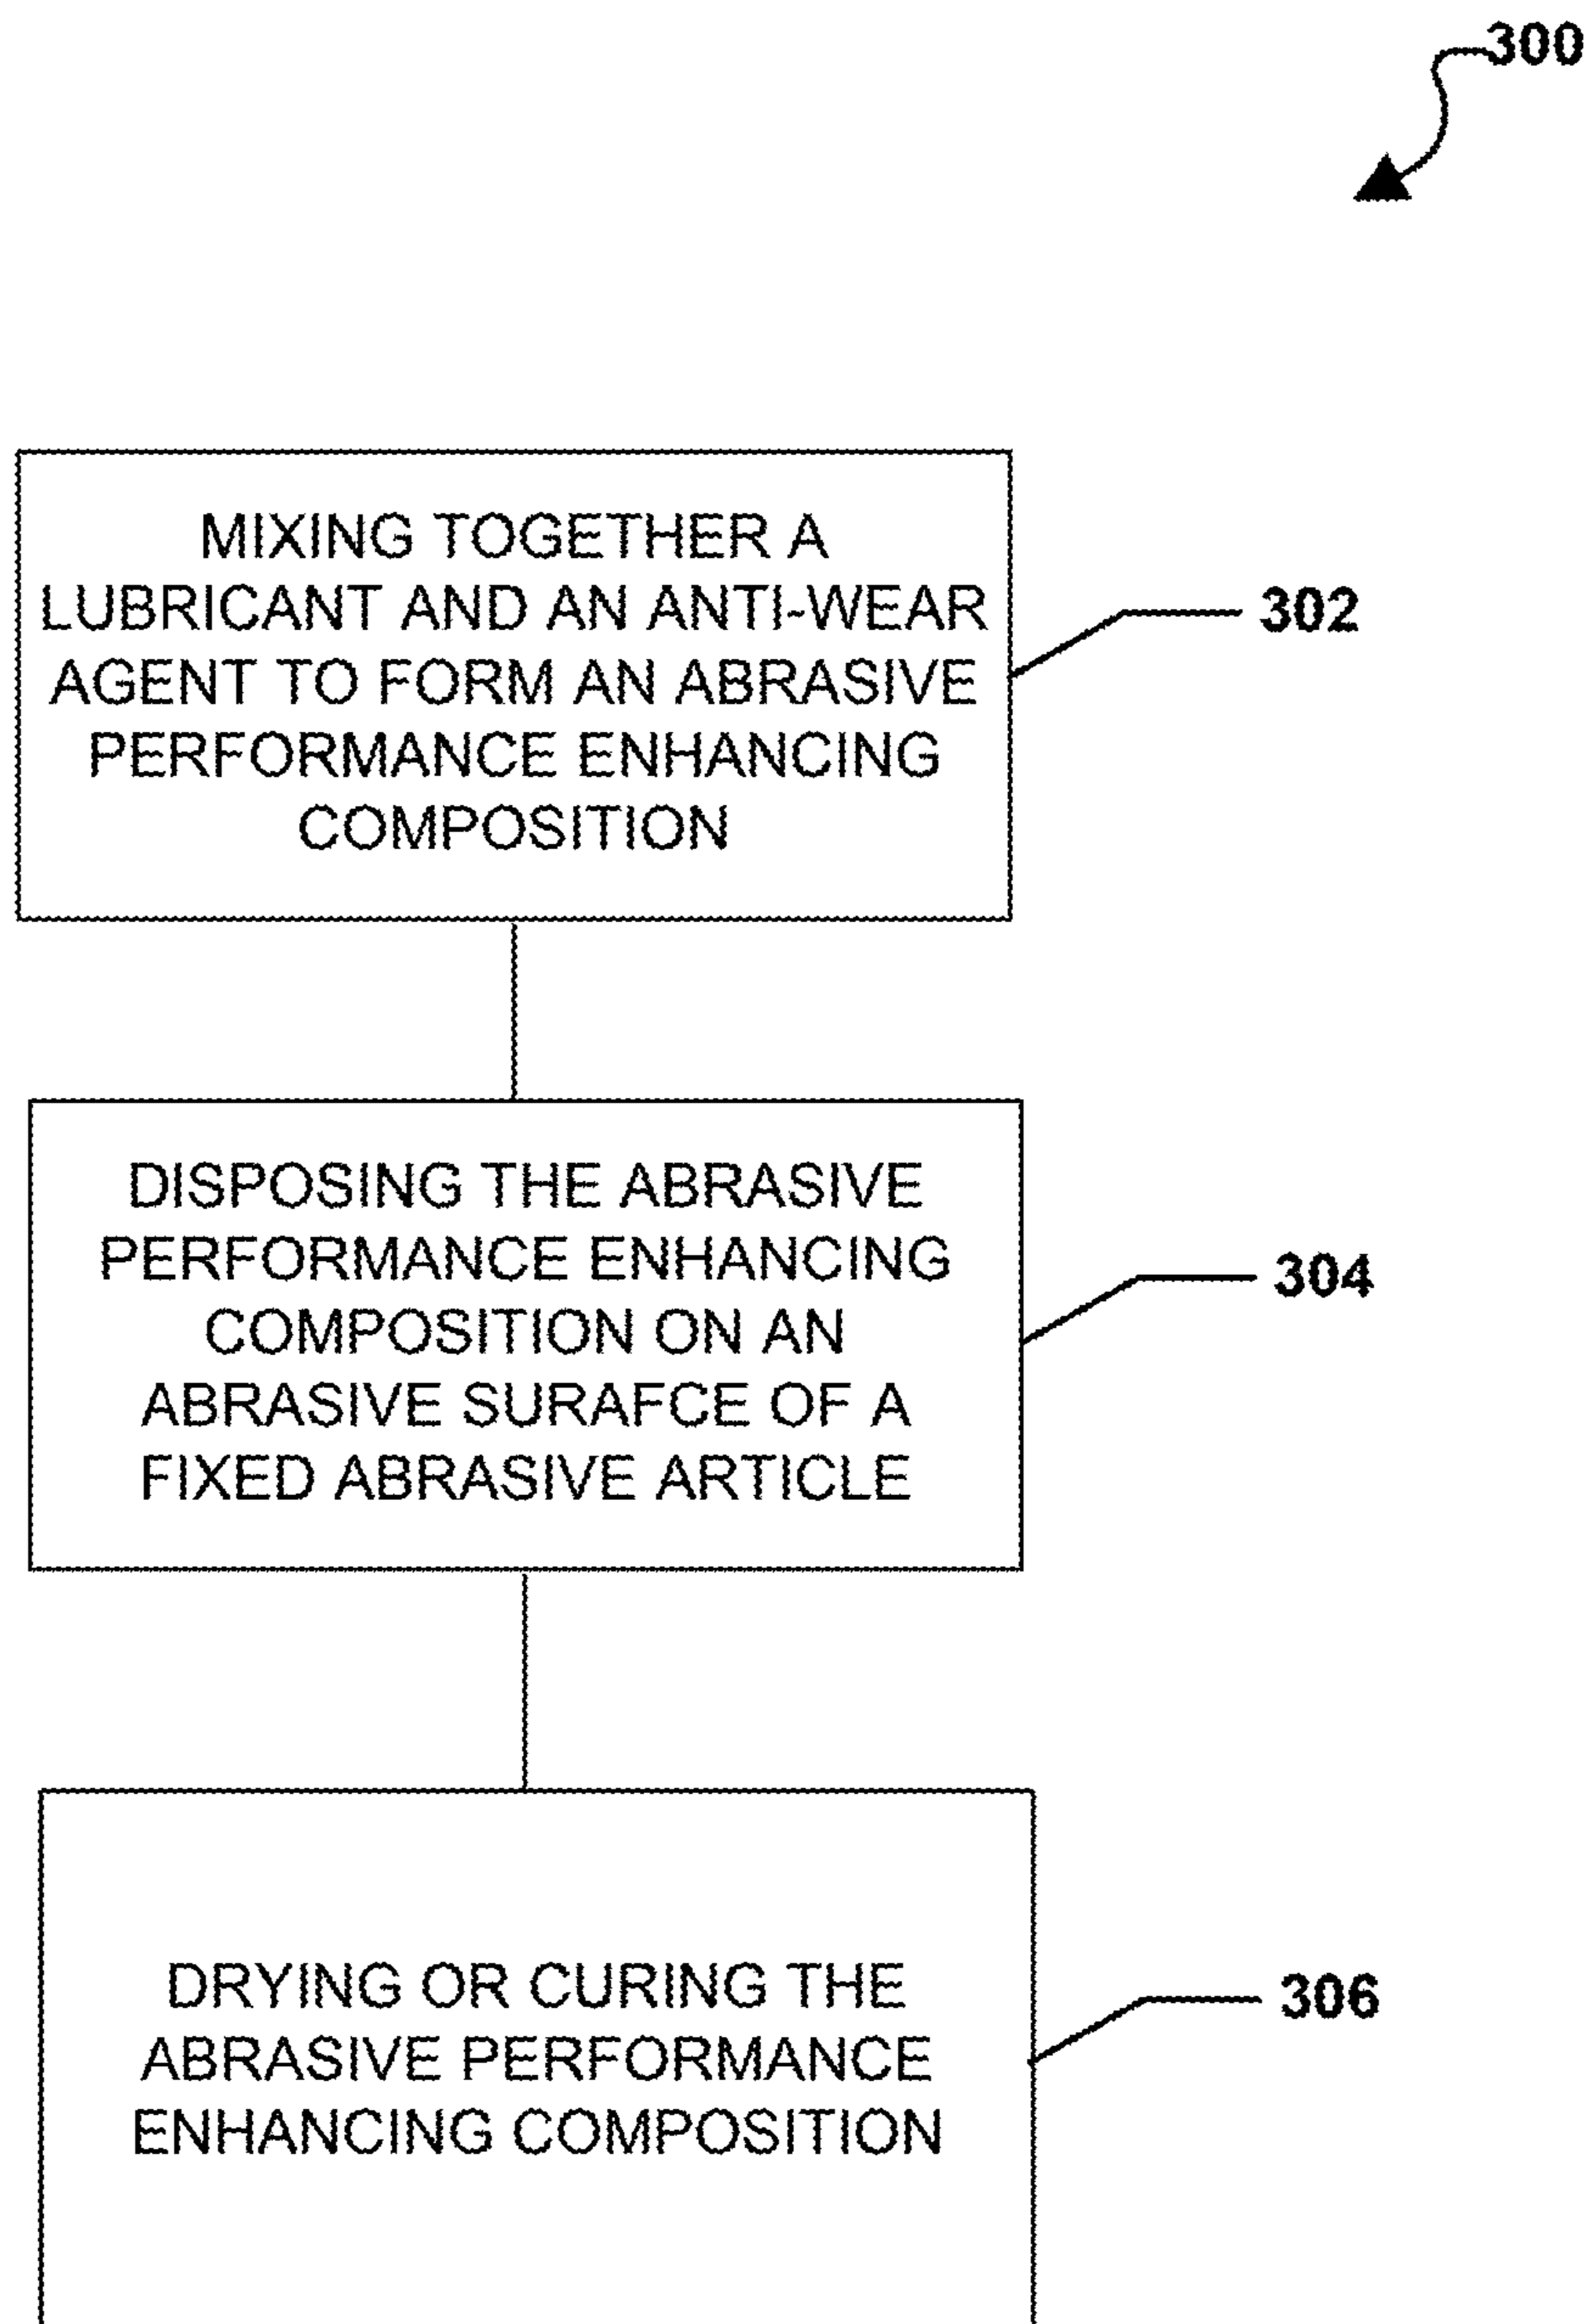 300
MIXING TOGETHER A
LUBRICANT AND AN ANTI-WEAR
AGENT TO FORM AN ABRASIVE
PERFORMANCE ENHANCING
COMPOSITION
302
DISPOSING THE ABRASIVE
PERFORMANCE ENHANCING
COMPOSITION ON AN
ABRASIVE SURAFCE OF A
FIXED ABRASIVE ARTICLE
304
DRYING OR CURING THE
ABRASIVE PERFORMANCE
ENHANCING COMPOSITION
306